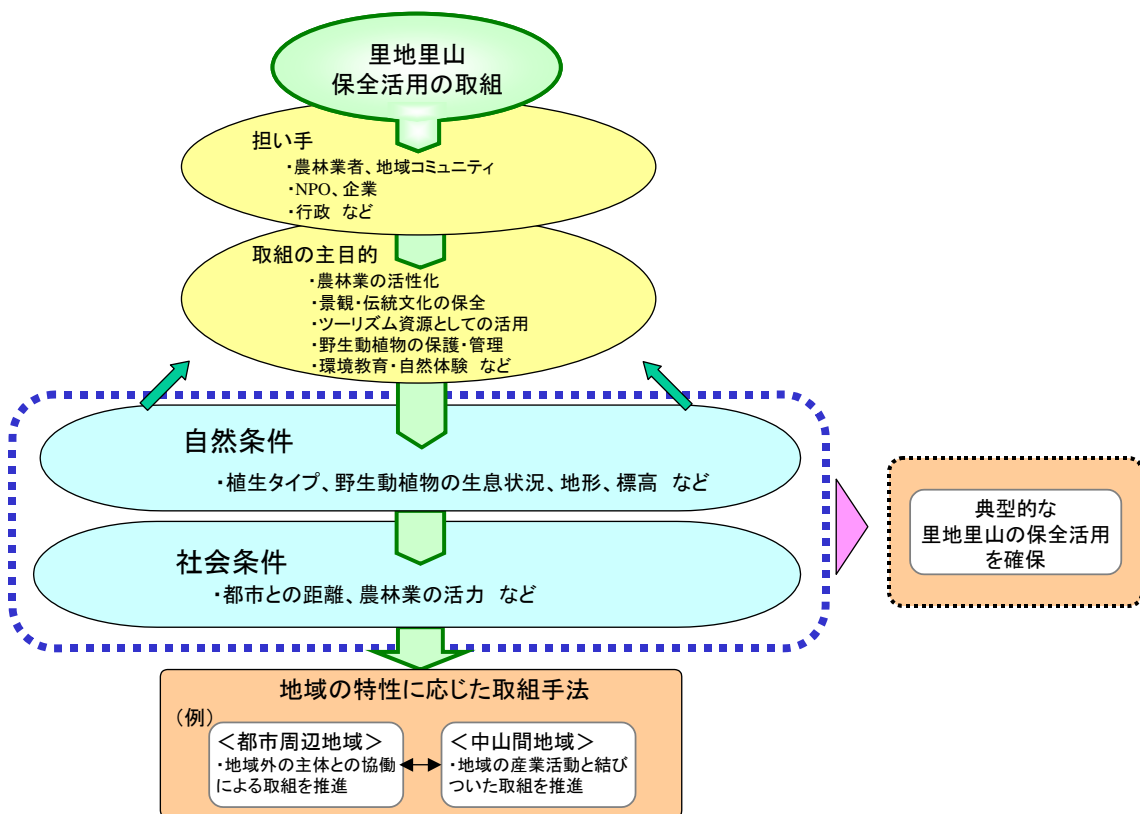 里地里山
保全活用の取組
担い手
・農林業者、地域コミュニティ
・NPO、企業
・行政 など
取組の主目的
・農林業の活性化
・景観・伝統文化の保全
・ツーリズム資源としての活用
・野生動植物の保護・管理
・環境教育・自然体験 など
自然条件
・植生タイプ、野生動植物の生息状況、地形、標高 など
社会条件
・都市との距離、農林業の活力 など
典型的な
里地里山の保全活用
を確保
地域の特性に応じた取組手法
（例）
＜都市周辺地域＞
・地域外の主体との協働
による取組を推進
＜中山間地域＞
・地域の産業活動と結び
ついた取組を推進